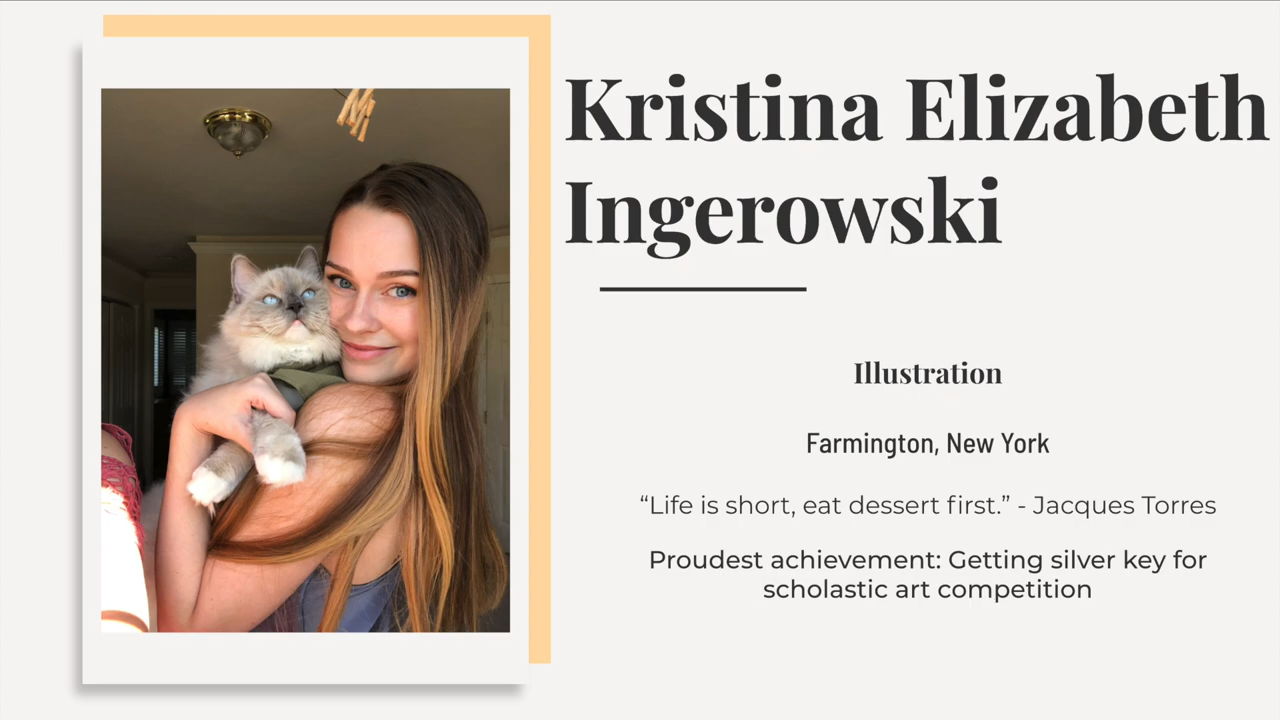 Kristina Elizabeth
Ingerowski
Illustration
Farmington, New York
“Life is short, eat dessert first.” - Jacques Torres
Proudest achievement: Getting silver key for
scholastic art competition